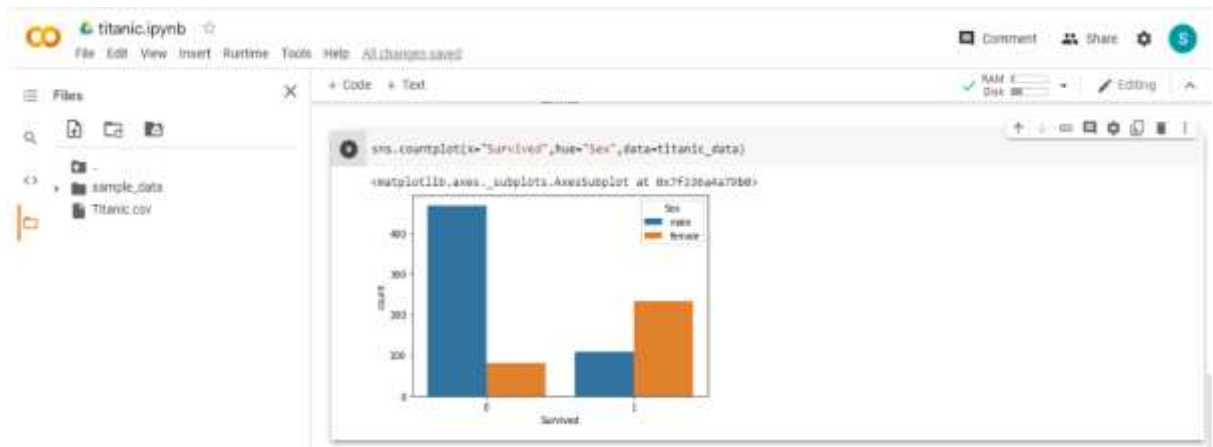 titanic.ipynb
File Edit View Insert Runtime Tools Help All changes saved
Comment Share S
Files
+ Code + Text
RAM
Disk
Editing
sns.countplot(x="Survived",hue="Sex",data=titanic_data)
..
sample_data
Titanic.csv
<matplotlib.axes._subplots.AxesSubplot at
Sex
male
female
400
300
200
100
0
count
0 1
Survived